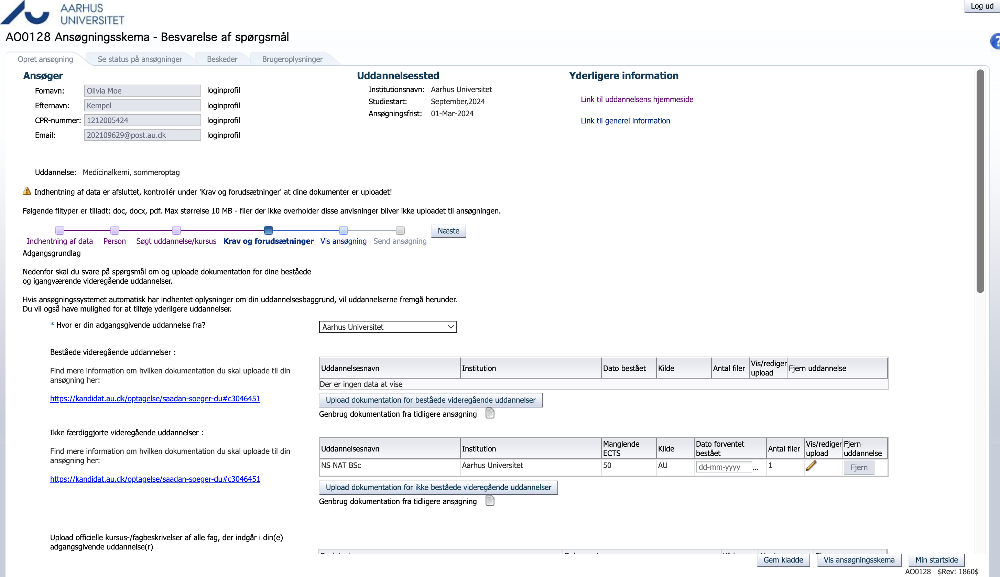 AARHUS
UNIVERSITET
Log ud
AO0128 Ansøgningsskema - Besvarelse af spørgsmål
?
Opret ansøgning Se status på ansøgninger Beskeder Brugeroplysninger
Ansøger
Fornavn: Olivia Moe loginprofil
Efternavn: Kempel loginprofil
CPR-nummer: 1212005424 loginprofil
Email: 202109629@post.au.dk loginprofil
Uddannelsessted
Institutionsnavn: Aarhus Universitet
Studiestart: September,2024
Ansøgningsfrist: 01-Mar-2024
Yderligere information
Link til uddannelsens hjemmeside
Link til generel information
Uddannelse: Medicinalkemi, sommeroptag
Indhentning af data er afsluttet, kontrollér under 'Krav og forudsætninger' at dine dokumenter er uploadet!
Følgende filtyper er tilladt: doc, docx, pdf. Max størrelse 10 MB - filer der ikke overholder disse anvisninger bliver ikke uploadet til ansøgningen.
Indhentning af data Person Søgt uddannelse/kursus Krav og forudsætninger Vis ansøgning Send ansøgning Næste
Adgangsgrundlag
Nedenfor skal du svare på spørgsmål om og uploade dokumentation for dine beståede
og igangværende videregående uddannelser.
Hvis ansøgningssystemet automatisk har indhentet oplysninger om din uddannelsesbaggrund, vil uddannelserne fremgå herunder.
Du vil også have mulighed for at tilføje yderligere uddannelser.
* Hvor er din adgangsgivende uddannelse fra? Aarhus Universitet
Beståede videregående uddannelser :
Find mere information om hvilken dokumentation du skal uploade til din
ansøgning her:
https://kandidat.au.dk/optagelse/saadan-soeger-du#c3046451
Uddannelsesnavn Institution Dato bestået Kilde Antal filer Vis/rediger upload Fjern uddannelse
Der er ingen data at vise
Upload dokumentation for beståede videregående uddannelser
Genbrug dokumentation fra tidligere ansøgning
Ikke færdiggjorte videregående uddannelser :
Find mere information om hvilken dokumentation du skal uploade til din
ansøgning her:
https://kandidat.au.dk/optagelse/saadan-soeger-du#c3046451
Uddannelsesnavn Institution Manglende ECTS Kilde Dato forventet bestået Antal filer Vis/rediger upload Fjern uddannelse
NS NAT BSc Aarhus Universitet 50 AU dd-mm-yyyy ... 1 Fjern
Upload dokumentation for ikke beståede videregående uddannelser
Genbrug dokumentation fra tidligere ansøgning
Upload officielle kursus-/fagbeskrivelser af alle fag, der indgår i din(e)
adgangsgivende uddannelse(r)
Gem kladde Vis ansøgningsskema Min startside
AO0128 $Rev: 1860$